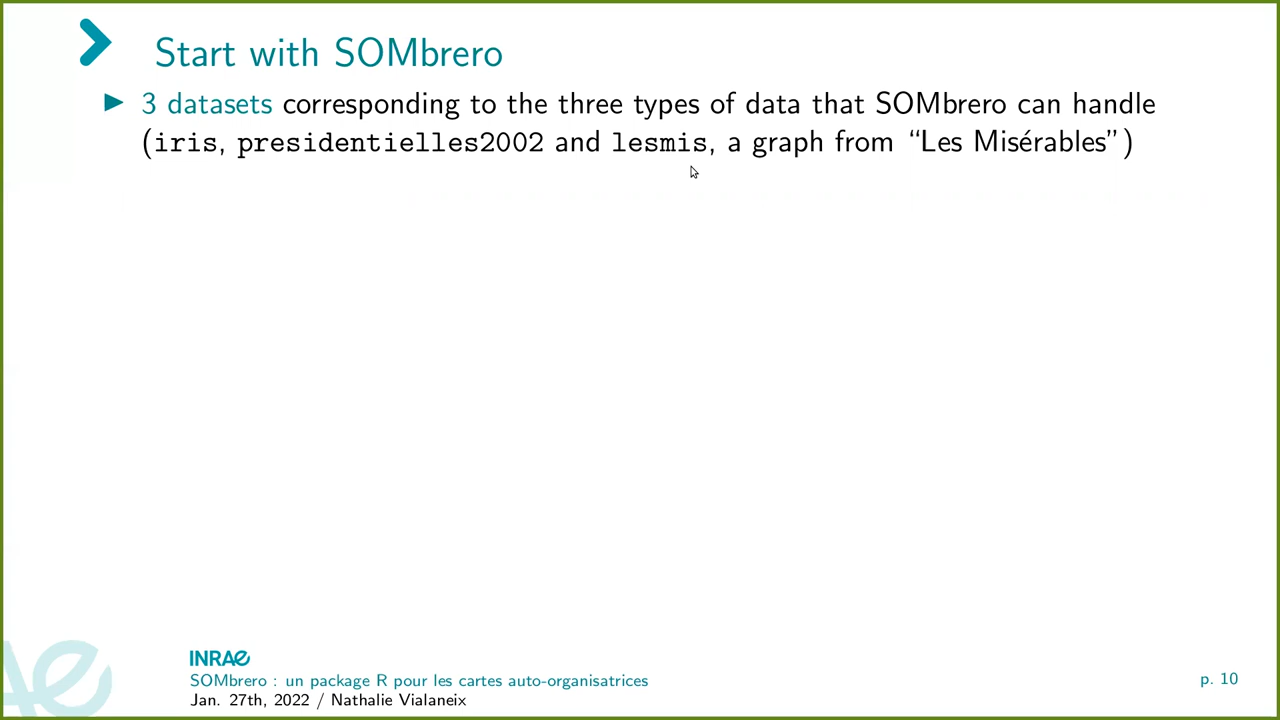 Start with SOMbrero
3 datasets corresponding to the three types of data that SOMbrero can handle
(iris, presidentielles2002 and lesmis, a graph from “Les Misérables”)
INRAE
SOMbrero : un package R pour les cartes auto-organisatrices
Jan. 27th, 2022 / Nathalie Vialaneix
p. 10